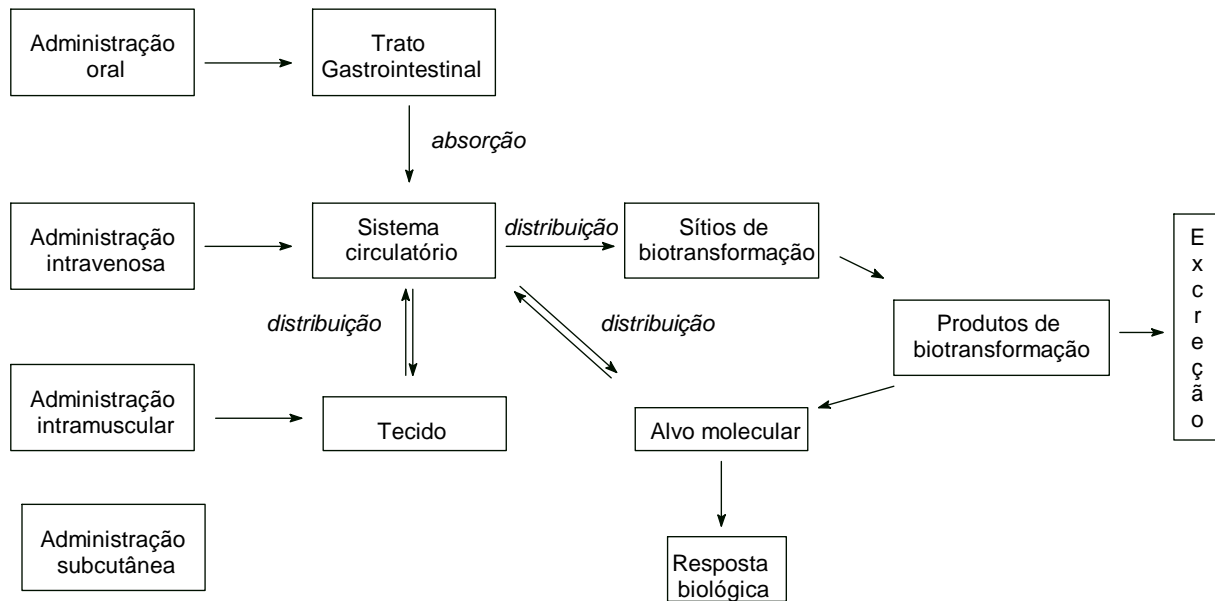 Administração
oral
Trato
Gastrointestinal
absorção
Administração
intravenosa
Sistema
circulatório
distribuição
Sítios de
biotransformação
E
x
c
r
e
ç
ã
o
distribuição
distribuição
Produtos de
biotransformação
Administração
intramuscular
Tecido
Alvo molecular
Administração
subcutânea
Resposta
biológica